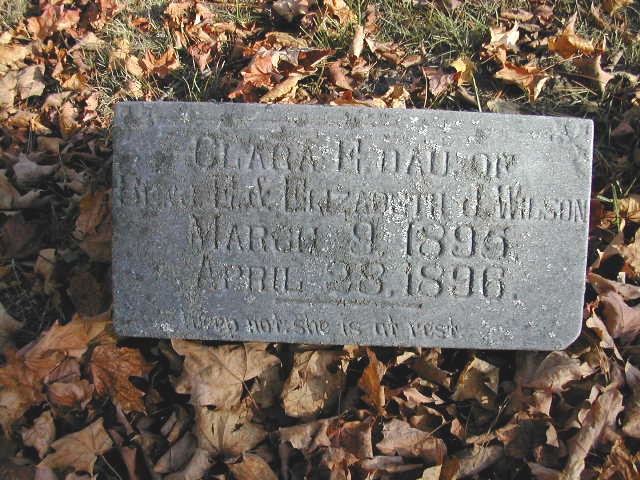 CLARA H. DAU. OF
H. & ELIZABETH J. WILSON
MARCH 9, 1895,
APRIL 28, 1896.
Weep not, she is at rest